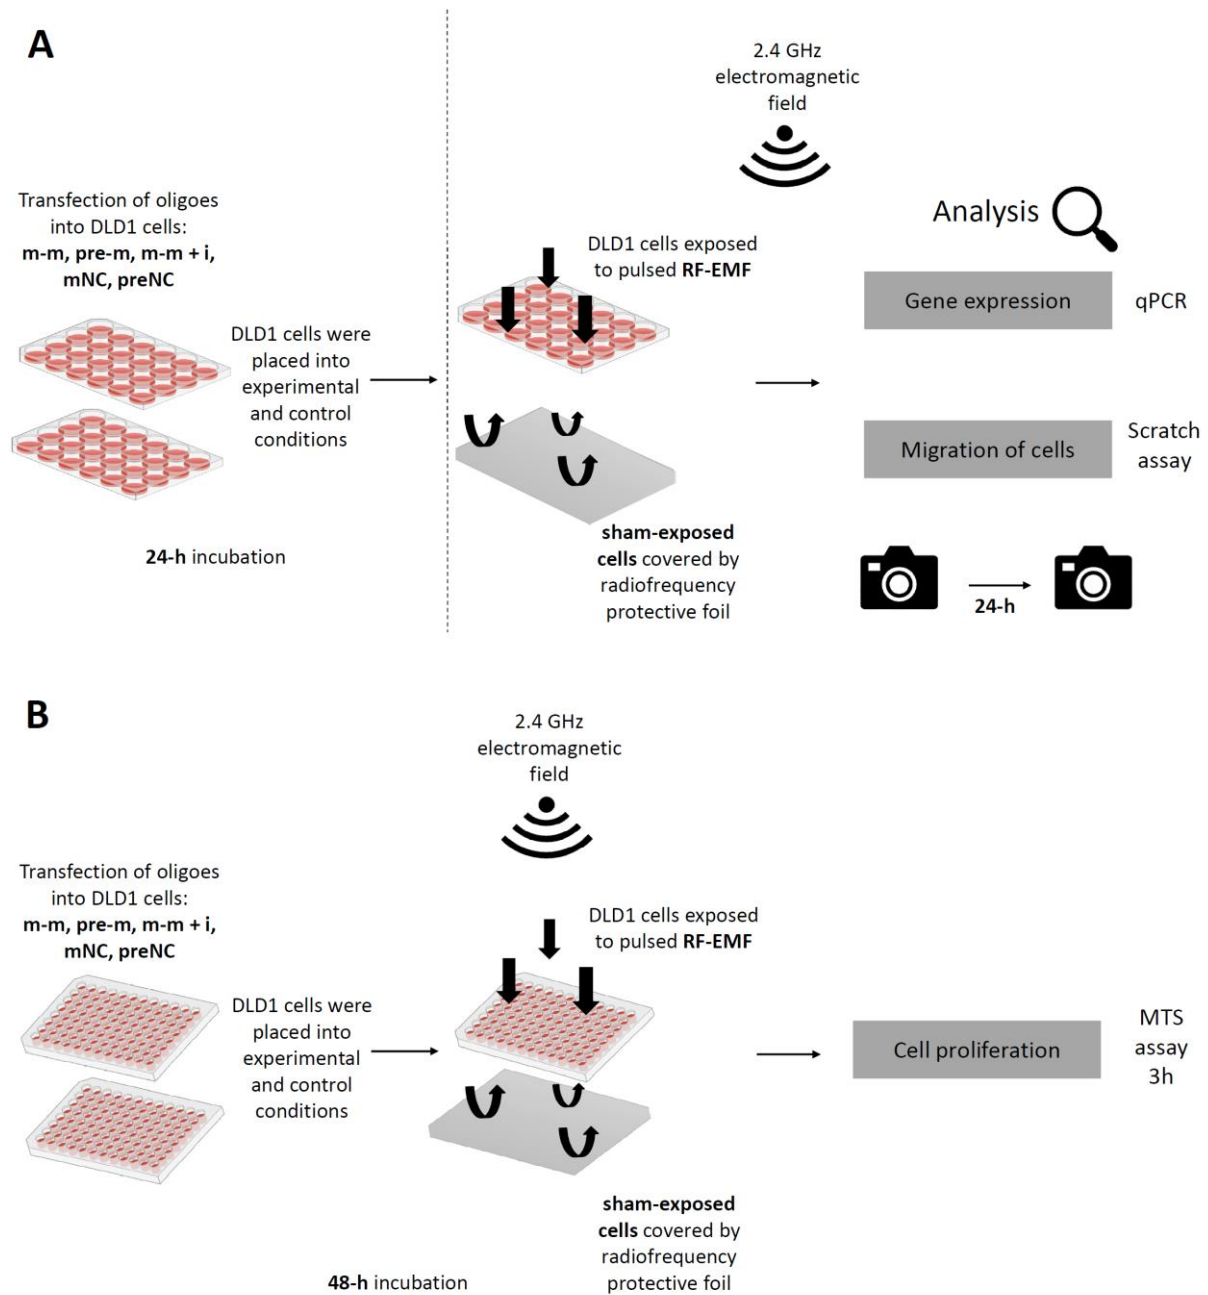 A
2.4 GHz
electromagnetic
field
Transfection of oligoes
into DLD1 cells:
m-m, pre-m, m-m + i,
mNC, preNC
DLD1 cells were
placed into
experimental
and control
conditions
24-h incubation
DLD1 cells exposed
to pulsed RF-EMF
sham-exposed
cells covered by
radiofrequency
protective foil
Analysis
Gene expression
qPCR
Migration of cells
Scratch
assay
24-h
B
2.4 GHz
electromagnetic
field
Transfection of oligoes
into DLD1 cells:
m-m, pre-m, m-m + i,
mNC, preNC
DLD1 cells were
placed into
experimental
and control
conditions
DLD1 cells exposed
to pulsed RF-EMF
sham-exposed
cells covered by
radiofrequency
protective foil
48-h incubation
Cell proliferation
MTS
assay
3h